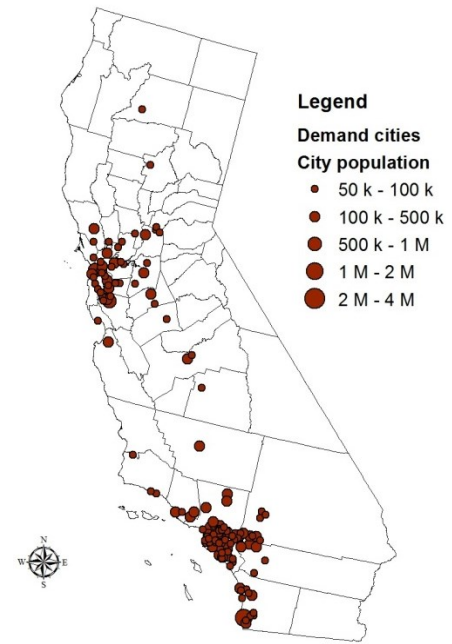 Legend
Demand cities
City population
50 k - 100 k
100 k - 500 k
500 k - 1 M
1 M - 2 M
2 M - 4 M
N
W E
S